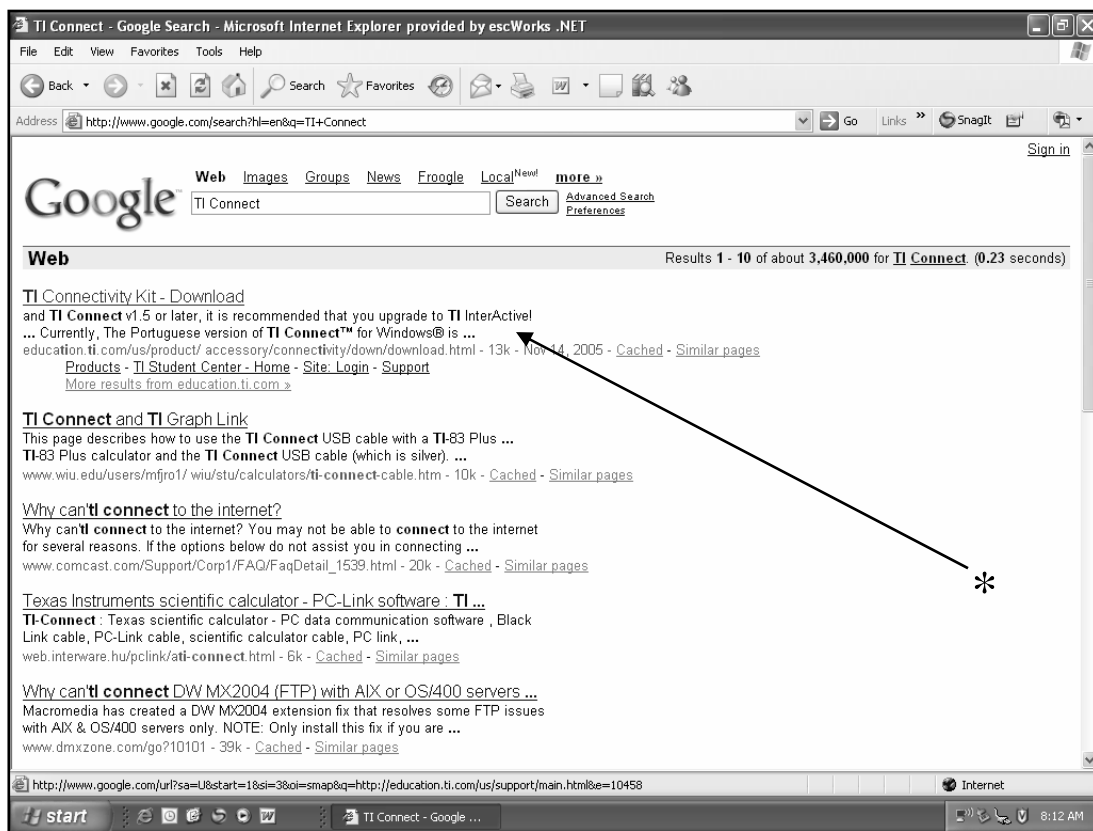 TI Connect - Google Search - Microsoft Internet Explorer provided by escWorks .NET
File Edit View Favorites Tools Help
Back Search Favorites
Address http://www.google.com/search?hl=en&q=TI+Connect Go Links » SnagIt
Sign in
Google™ Web Images Groups News Froogle Local New! more »
TI Connect Search Advanced Search
Preferences
Web Results 1 - 10 of about 3,460,000 for TI Connect. (0.23 seconds)
TI Connectivity Kit - Download
and TI Connect v1.5 or later, it is recommended that you upgrade to TI InterActive!
... Currently, The Portuguese version of TI Connect™ for Windows® is ...
education.ti.com/us/product/ accessory/connectivity/down/download.html - 13k - Nov 14, 2005 - Cached - Similar pages
Products - TI Student Center - Home - Site: Login - Support
More results from education.ti.com »
TI Connect and TI Graph Link
This page describes how to use the TI Connect USB cable with a TI-83 Plus ...
TI-83 Plus calculator and the TI Connect USB cable (which is silver). ...
www.wiu.edu/users/mfjro1/ wiu/stu/calculators/ti-connect-cable.htm - 10k - Cached - Similar pages
Why can'tI connect to the internet?
Why can'tI connect to the internet? You may not be able to connect to the internet
for several reasons. If the options below do not assist you in connecting ...
www.comcast.com/Support/Corp1/FAQ/FaqDetail_1539.html - 20k - Cached - Similar pages
Texas Instruments scientific calculator - PC-Link software : TI ...
TI-Connect : Texas scientific calculator - PC data communication software , Black
Link cable, PC-Link cable, scientific calculator cable, PC link, ...
web.interware.hu/pclink/ati-connect.html - 6k - Cached - Similar pages
Why can'tI connect DW MX2004 (FTP) with AIX or OS/400 servers ...
Macromedia has created a DW MX2004 extension fix that resolves some FTP issues
with AIX & OS/400 servers only. NOTE: Only install this fix if you are ...
www.dmxzone.com/go?10101 - 39k - Cached - Similar pages
*
http://www.google.com/url?sa=U&start=1&si=3&oi=smap&q=http://education.ti.com/us/support/main.html&e=10458 Internet
start TI Connect - Google ... 8:12 AM